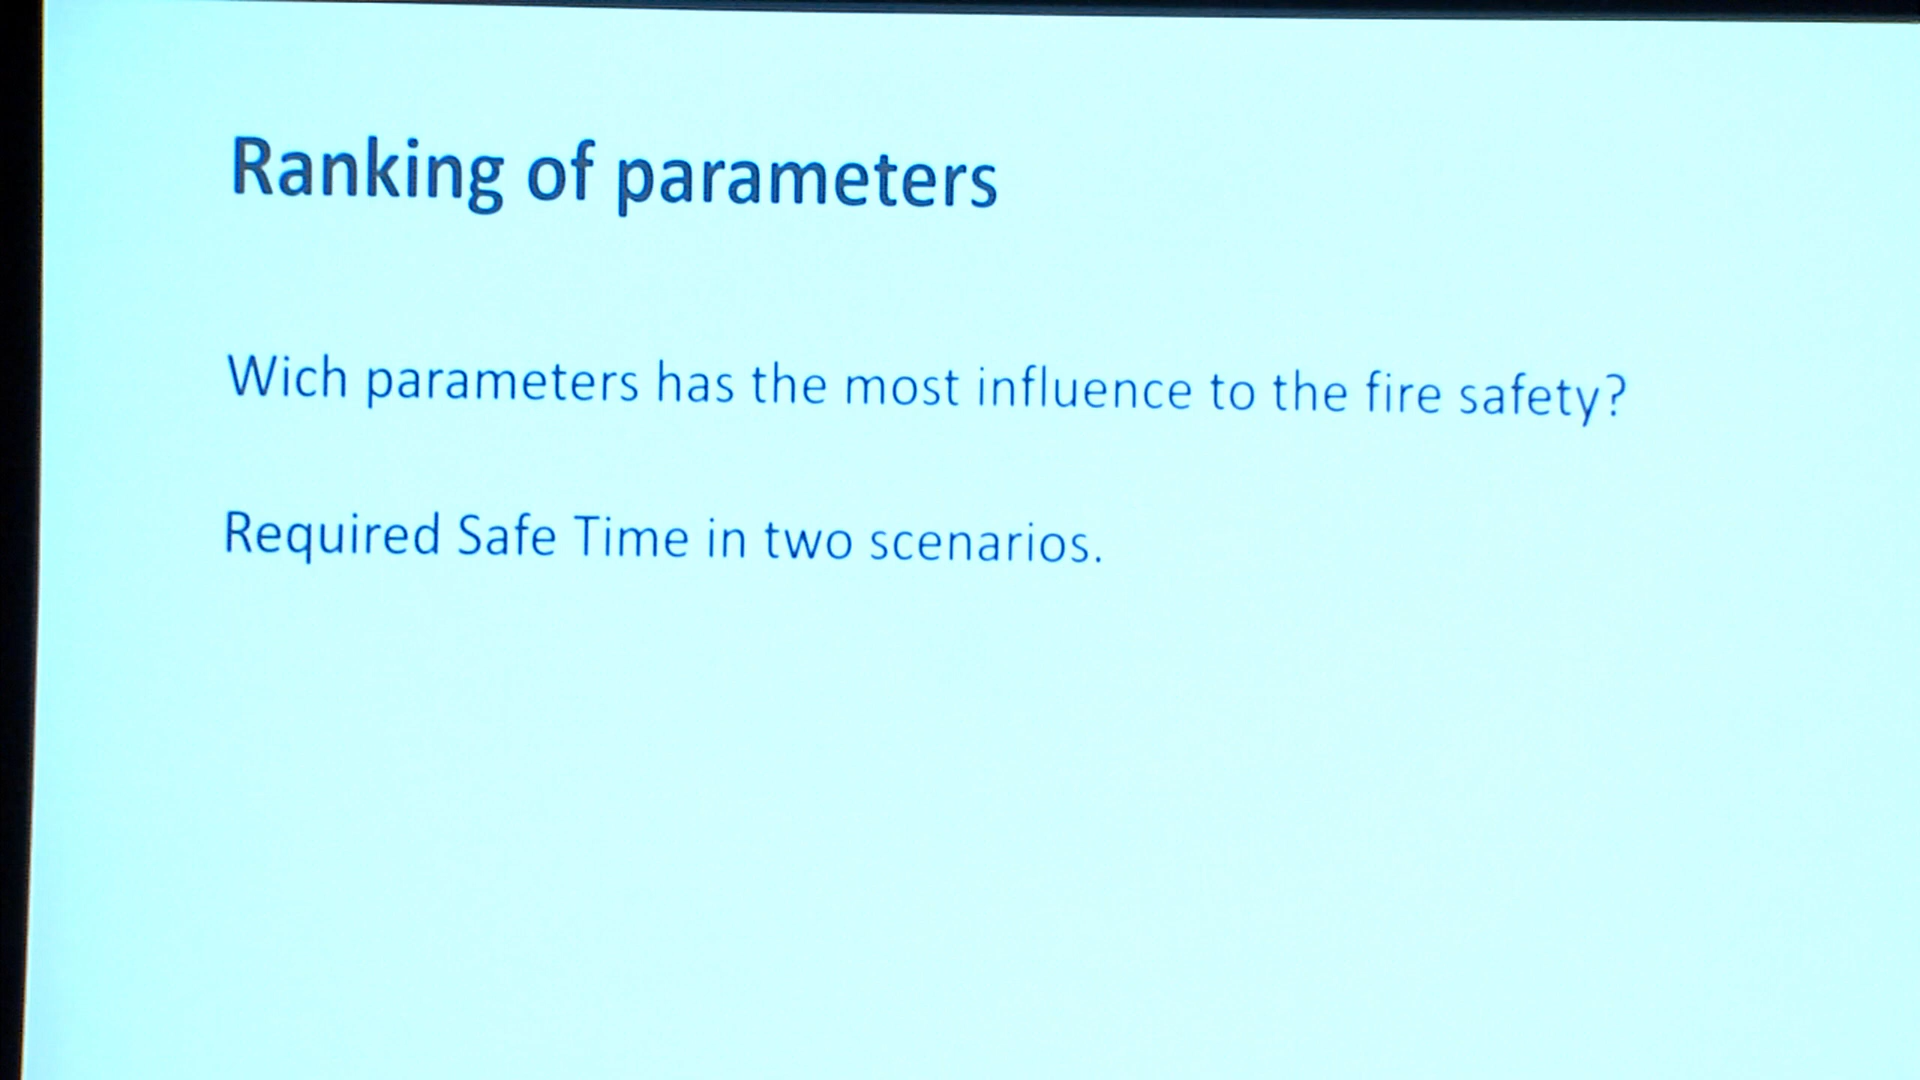 Ranking of parameters
Wich parameters has the most influence to the fire safety?
Required Safe Time in two scenarios.